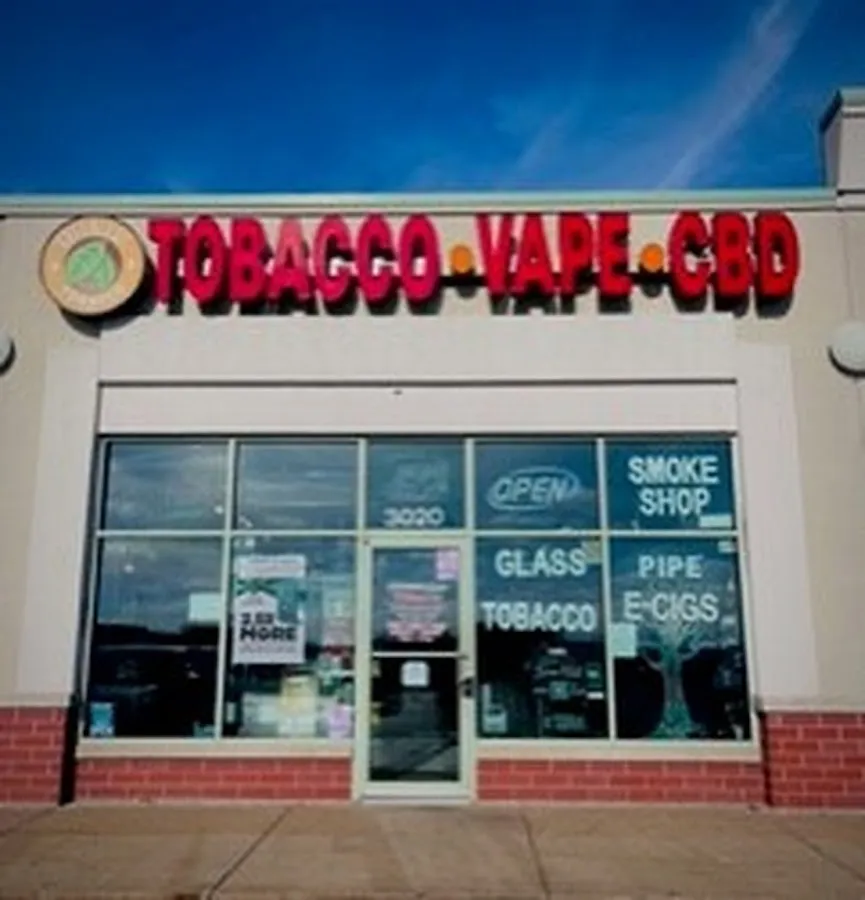 TOBACCO • VAPE • CBD
SMOKE
SHOP
OPEN
3020
GLASS
PIPE
TOBACCO
E-CIGS
MORE